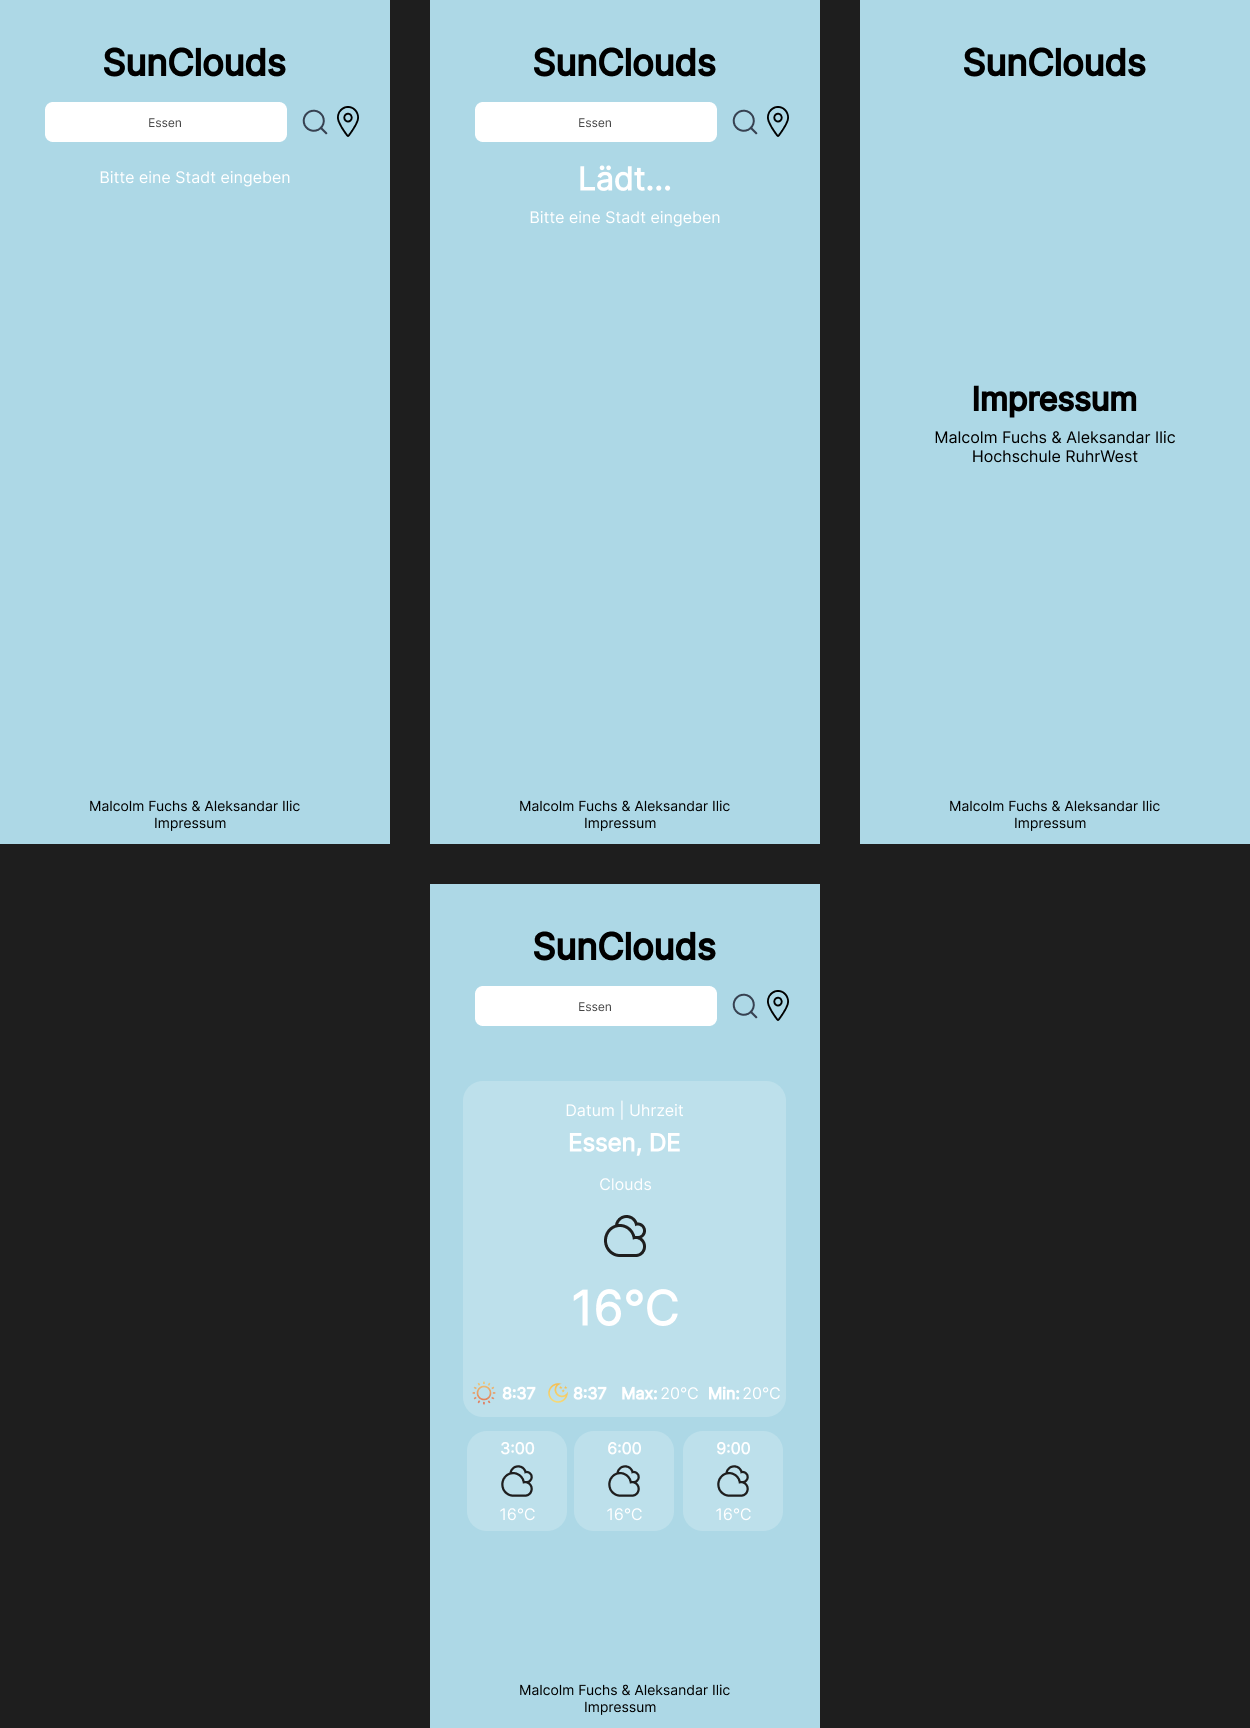 SunClouds
Essen
Bitte eine Stadt eingeben
Malcolm Fuchs & Aleksandar Ilic
Impressum
SunClouds
Essen
Lädt...
Bitte eine Stadt eingeben
Malcolm Fuchs & Aleksandar Ilic
Impressum
SunClouds
Impressum
Malcolm Fuchs & Aleksandar Ilic
Hochschule RuhrWest
Malcolm Fuchs & Aleksandar Ilic
Impressum
SunClouds
Essen
Datum | Uhrzeit
Essen, DE
Clouds
16°C
8:37 8:37 Max: 20°C Min: 20°C
3:00 6:00 9:00
16°C 16°C 16°C
Malcolm Fuchs & Aleksandar Ilic
Impressum